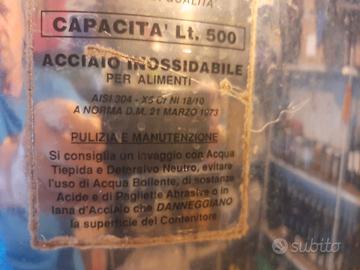 QUALITA'
CAPACITA' Lt. 500
ACCIAIO INOSSIDABILE
PER ALIMENTI
AISI 304 - X5 Cr Ni 18/10
A NORMA D.M. 21 MARZO 1973
PULIZIA E MANUTENZIONE
Si consiglia un invaggio con Acqua
Tiepida e Detersivo Neutro, evitare
l'uso di Acqua Bollente, di sostanze
Acide e di Pagliette Abrasive o in
lana d'Acciaio che DANNEGGIANO
la superficie del Contenitore
subito